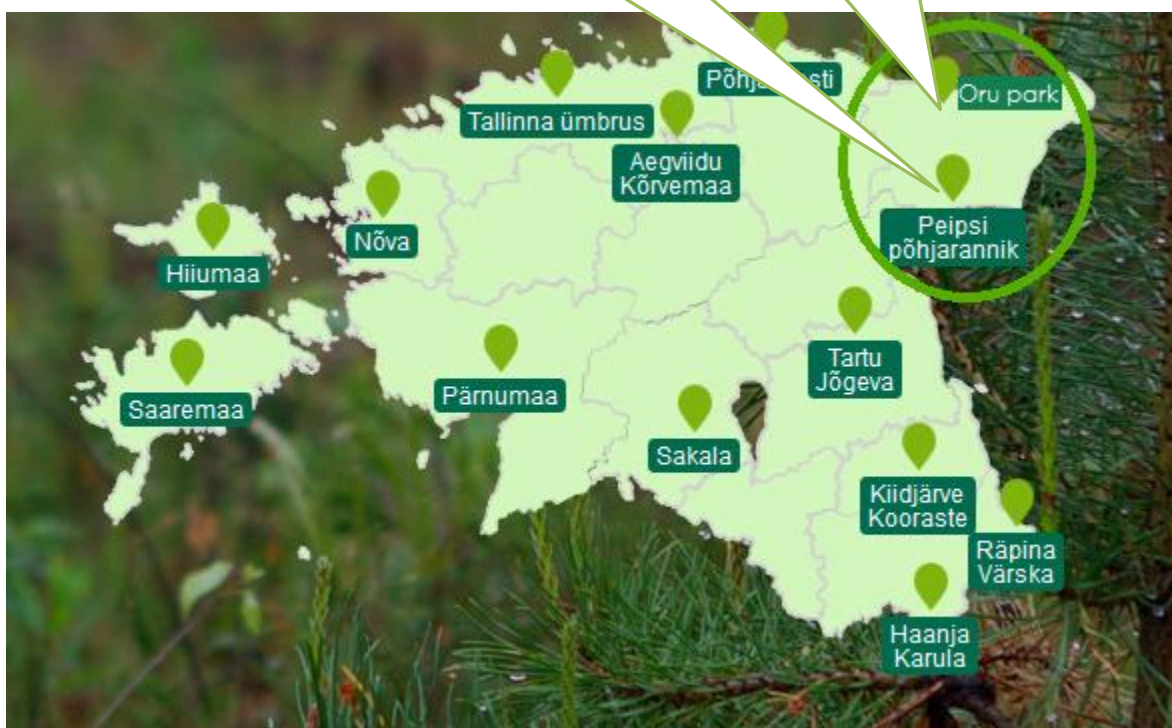 Oru park
Tallinna ümbrus
Aegviidu
Kõrvemaa
Peipsi
põhjarannik
Nõva
Hiiumaa
Saaremaa
Pärnumaa
Tartu
Jõgeva
Sakala
Kiidjärve
Kooraste
Räpina
Värska
Haanja
Karula